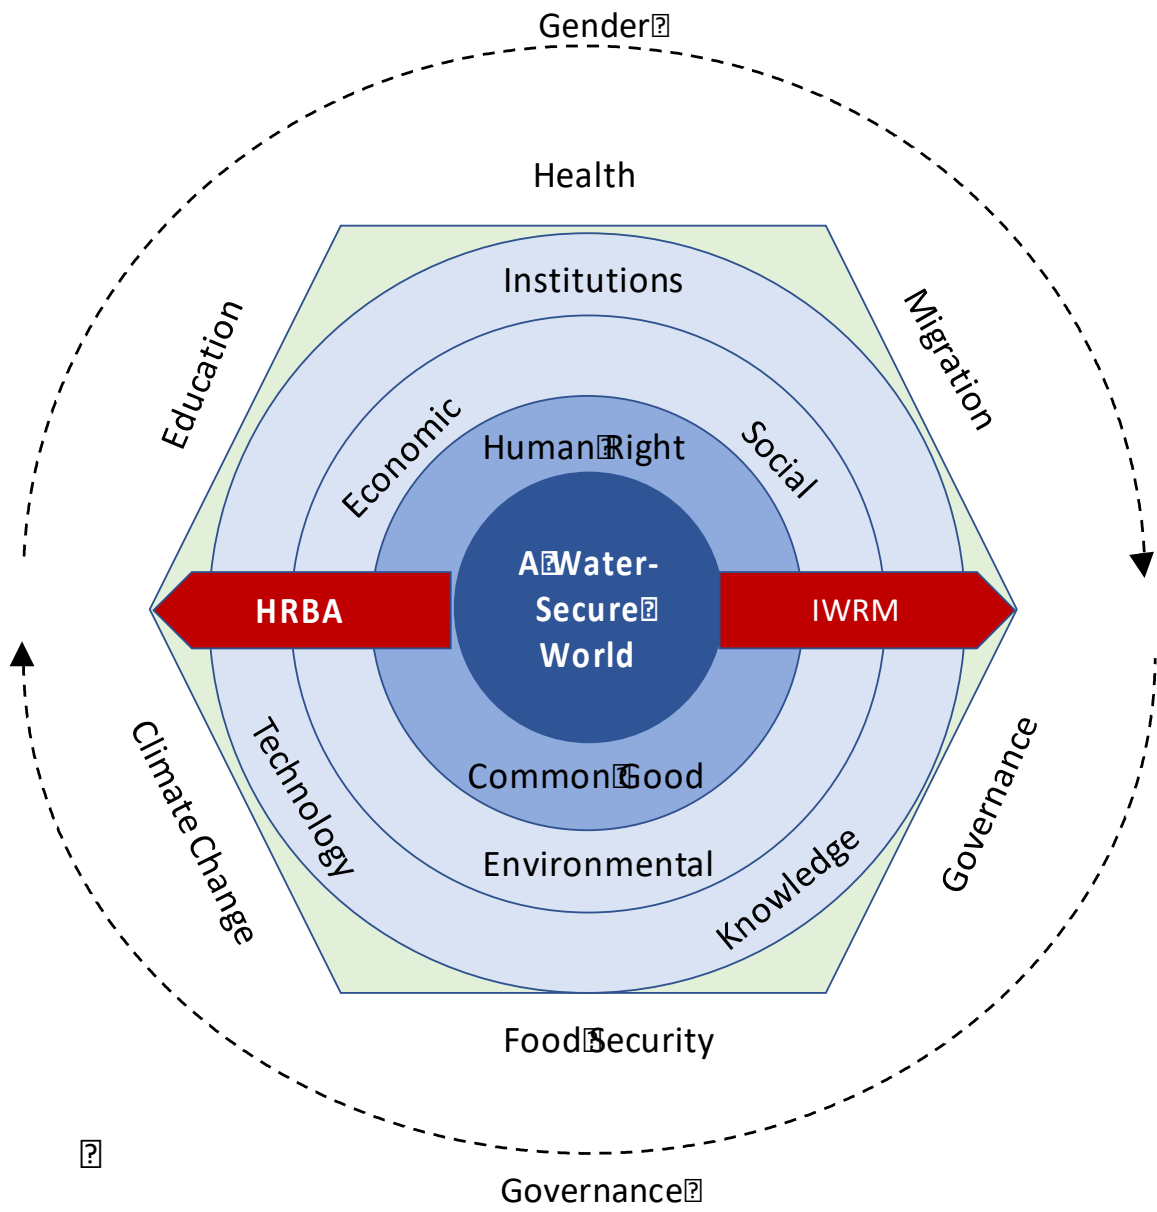 Gender�
Health
Institutions
Education
Migration
Economic
Social
Human�Right
A�Water-
Secure�
World
HRBA
IWRM
Common�Good
Technology
Environmental
Knowledge
Climate Change
Governance
Food�Security
�
Governance�